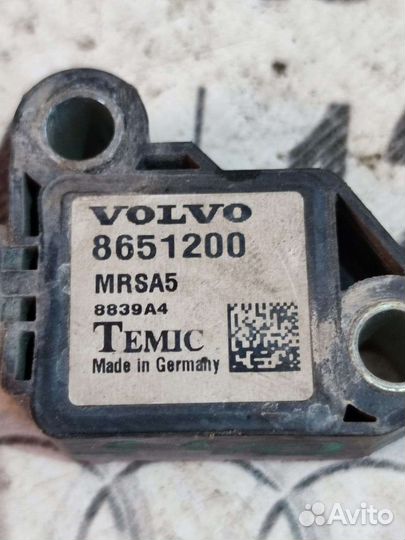 VOLVO
8651200
MRSA5
8839A4
TEMIC
Made in Germany
Avito